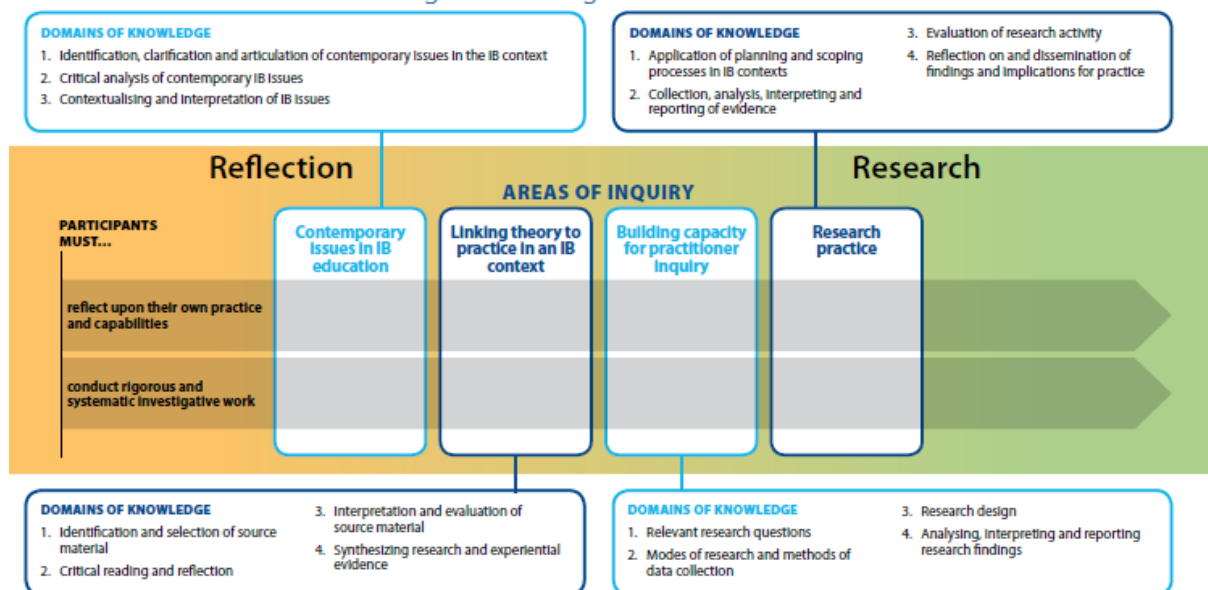 DOMAINS OF KNOWLEDGE
1. Identification, clarification and articulation of contemporary issues in the IB context
2. Critical analysis of contemporary IB issues
3. Contextualising and interpretation of IB issues
DOMAINS OF KNOWLEDGE
1. Application of planning and scoping
processes in IB contexts
2. Collection, analysis, interpreting and
reporting of evidence
3. Evaluation of research activity
4. Reflection on and dissemination of
findings and implications for practice
Reflection
Research
AREAS OF INQUIRY
PARTICIPANTS
MUST...
Contemporary
issues in IB
education
Linking theory to
practice in an IB
context
Building capacity
for practitioner
inquiry
Research
practice
reflect upon their own practice
and capabilities
conduct rigorous and
systematic investigative work
DOMAINS OF KNOWLEDGE
1. Identification and selection of source
material
2. Critical reading and reflection
3. Interpretation and evaluation of
source material
4. Synthesizing research and experiential
evidence
DOMAINS OF KNOWLEDGE
1. Relevant research questions
2. Modes of research and methods of
data collection
3. Research design
4. Analysing, interpreting and reporting
research findings